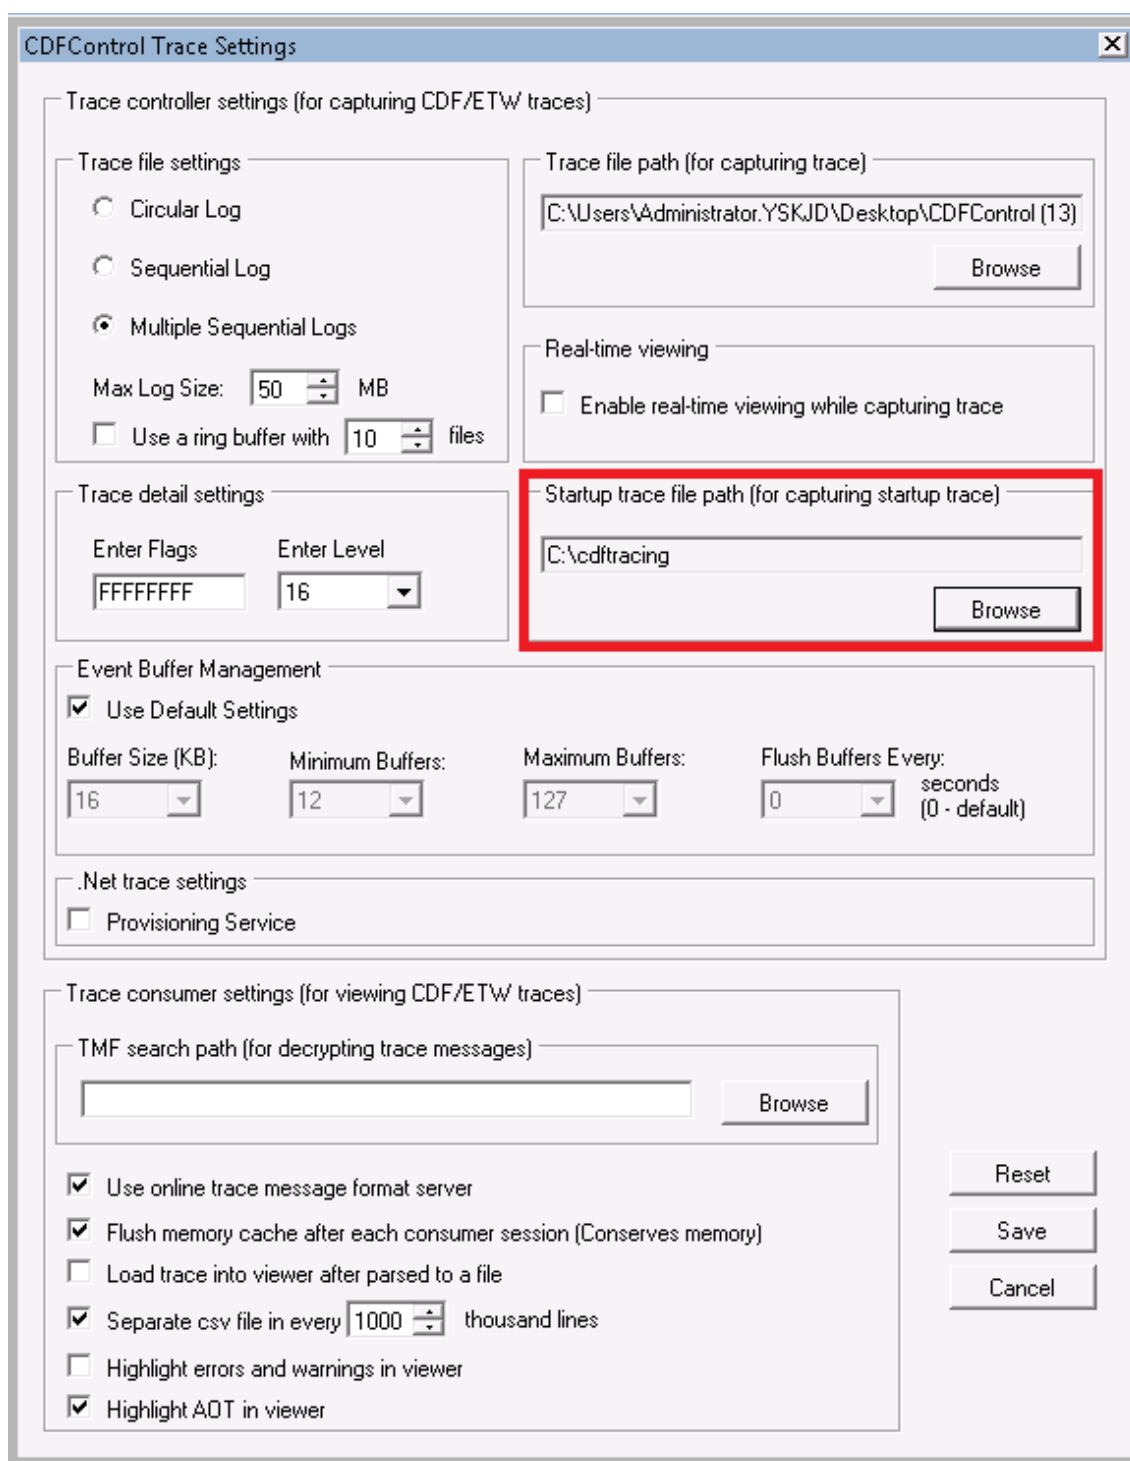 CDFControl Trace Settings
Trace controller settings (for capturing CDF/ETW traces)
Trace file settings
Circular Log
Sequential Log
Multiple Sequential Logs
Max Log Size: 50 MB
Use a ring buffer with 10 files
Trace file path (for capturing trace)
C:\Users\Administrator.YSKJD\Desktop\CDFControl (13)
Browse
Real-time viewing
Enable real-time viewing while capturing trace
Trace detail settings
Enter Flags Enter Level
FFFFFFFF 16
Startup trace file path (for capturing startup trace)
C:\cdftracing
Browse
Event Buffer Management
Use Default Settings
Buffer Size (KB): Minimum Buffers: Maximum Buffers: Flush Buffers Every:
16 12 127 0 seconds
(0 - default)
.Net trace settings
Provisioning Service
Trace consumer settings (for viewing CDF/ETW traces)
TMF search path (for decrypting trace messages)
Browse
Use online trace message format server
Flush memory cache after each consumer session (Conserves memory)
Load trace into viewer after parsed to a file
Separate csv file in every 1000 thousand lines
Highlight errors and warnings in viewer
Highlight AOT in viewer
Reset
Save
Cancel